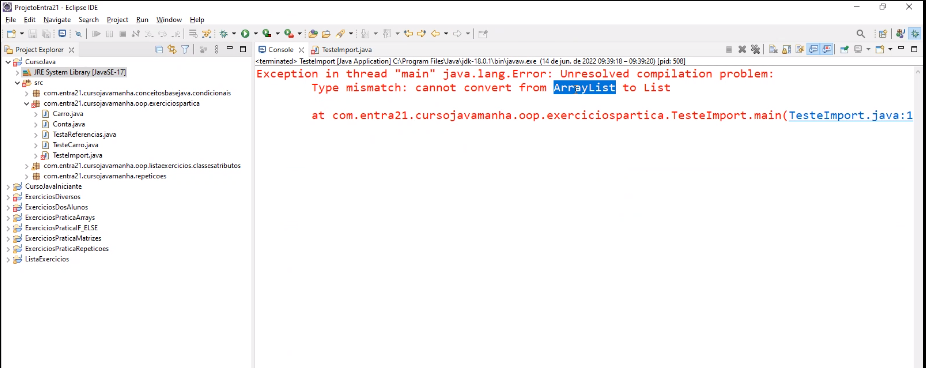 ProjetoEntra21 - Eclipse IDE
File Edit Navigate Search Project Run Window Help
Project Explorer
CursoJava
JRE System Library [JavaSE-17]
src
com.entra21.cursojavamanha.conceitosbasejava.condicionais
com.entra21.cursojavamanha.oop.exerciciospartica
Carro.java
Conta.java
TestaReferencias.java
TesteCarro.java
TesteImport.java
com.entra21.cursojavamanha.oop.listaexercicios.classesatributos
com.entra21.cursojavamanha.repeticoes
CursoJavaIniciante
ExerciciosDiversos
ExerciciosDosAlunos
ExerciciosPraticaArrays
ExerciciosPraticaIF_ELSE
ExerciciosPraticaMatrizes
ExerciciosPraticaRepeticoes
ListaExercicios
Console TesteImport.java
<terminated> TesteImport [Java Application] C:\Program Files\Java\jdk-18.0.1\bin\javaw.exe (14 de jun. de 2022 09:39:18 – 09:39:20) [pid: 508]
Exception in thread "main" java.lang.Error: Unresolved compilation problem:
Type mismatch: cannot convert from ArrayList to List
at com.entra21.cursojavamanha.oop.exerciciospartica.TesteImport.main(TesteImport.java:1